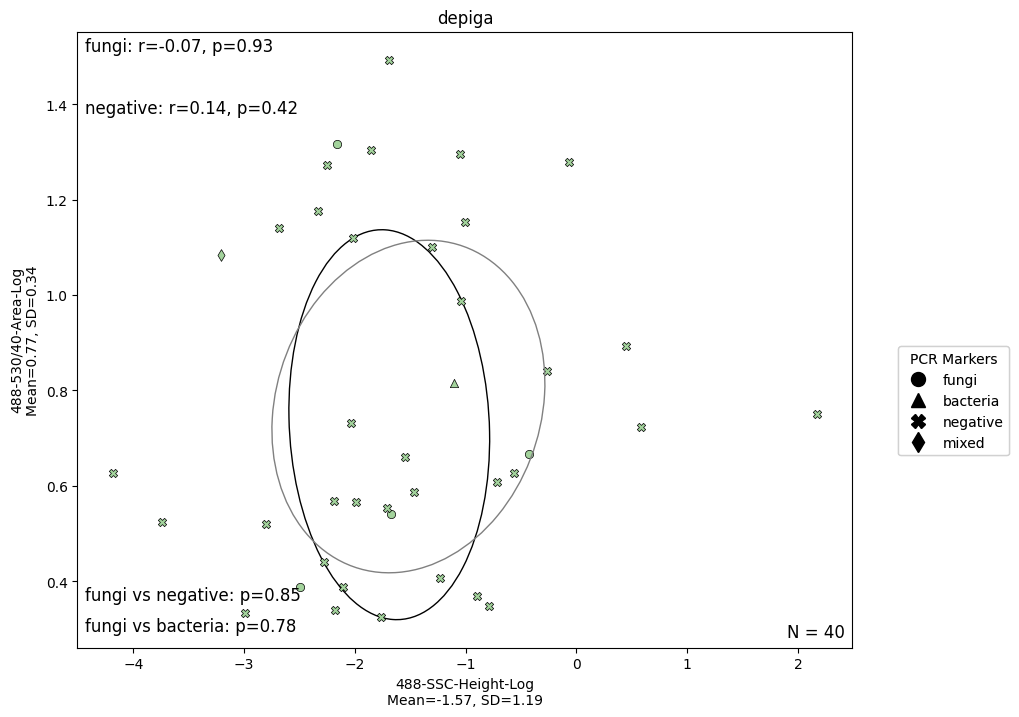 depiga
fungi: r=-0.07, p=0.93
negative: r=0.14, p=0.42
1.4
1.2
1.0
0.8
0.6
0.4
488-530/40-Area-Log
Mean=0.77, SD=0.34
fungi vs negative: p=0.85
fungi vs bacteria: p=0.78
N = 40
−4
−3
−2
−1
0
1
2
488-SSC-Height-Log
Mean=-1.57, SD=1.19
PCR Markers
fungi
bacteria
negative
mixed